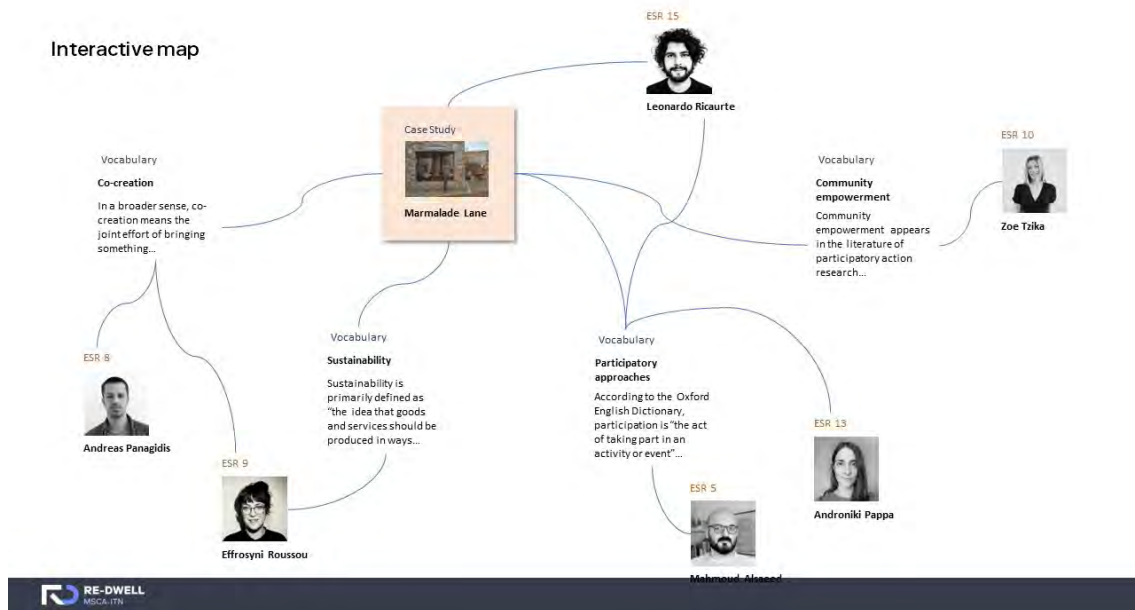 Interactive map
ESR 15
Leonardo Ricaurte
Case Study
Marmalade Lane
Vocabulary
Co-creation
In a broader sense, co-
creation means the
joint effort of bringing
something...
Vocabulary
Community
empowerment
Community
empowerment appears
in the literature of
participatory action
research...
ESR 10
Zoe Tzika
ESR 8
Andreas Panagidis
Vocabulary
Sustainability
Sustainability is
primarily defined as
"the idea that goods
and services should be
produced in ways...
Vocabulary
Participatory
approaches
According to the Oxford
English Dictionary,
participation is "the act
of taking part in an
activity or event"...
ESR 13
Androniki Pappa
ESR 9
Effrosyni Roussou
ESR 5
Mahmoud Alsaeed
RE-DWELL
MSCA-ITN